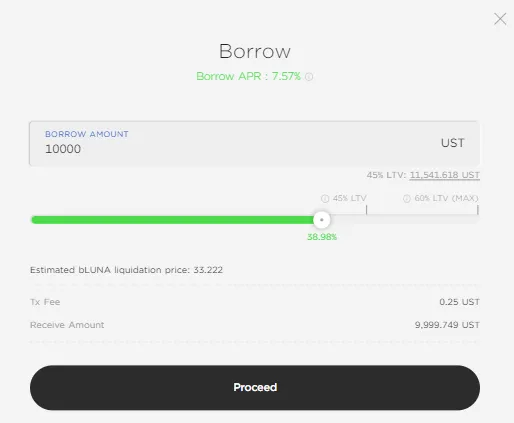 Borrow
Borrow APR : 7.57%
BORROW AMOUNT
10000
UST
45% LTV: 11,541.618 UST
45% LTV
60% LTV (MAX)
38.98%
Estimated bLUNA liquidation price: 33.222
Tx Fee
0.25 UST
Receive Amount
9,999.749 UST
Proceed